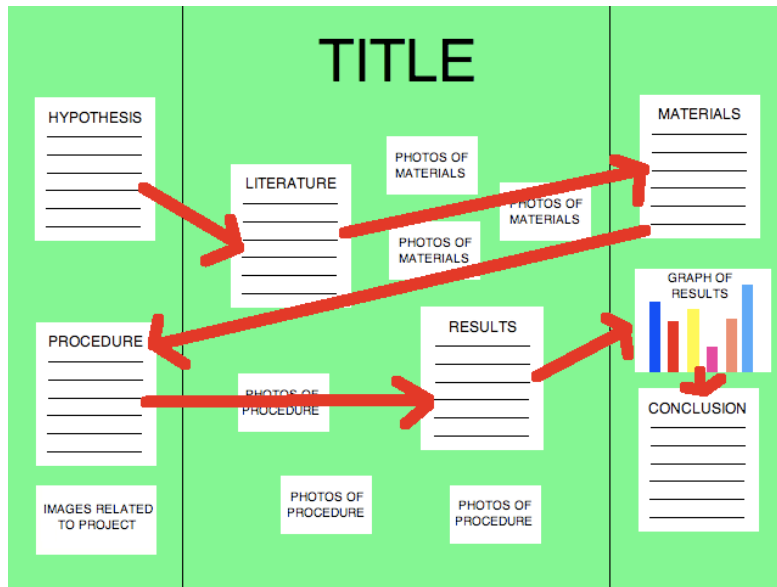 TITLE
HYPOTHESIS
LITERATURE
PHOTOS OF
MATERIALS
PHOTOS OF
MATERIALS
PHOTOS OF
MATERIALS
MATERIALS
PROCEDURE
PHOTOS OF
PROCEDURE
RESULTS
GRAPH OF
RESULTS
CONCLUSION
IMAGES RELATED
TO PROJECT
PHOTOS OF
PROCEDURE
PHOTOS OF
PROCEDURE